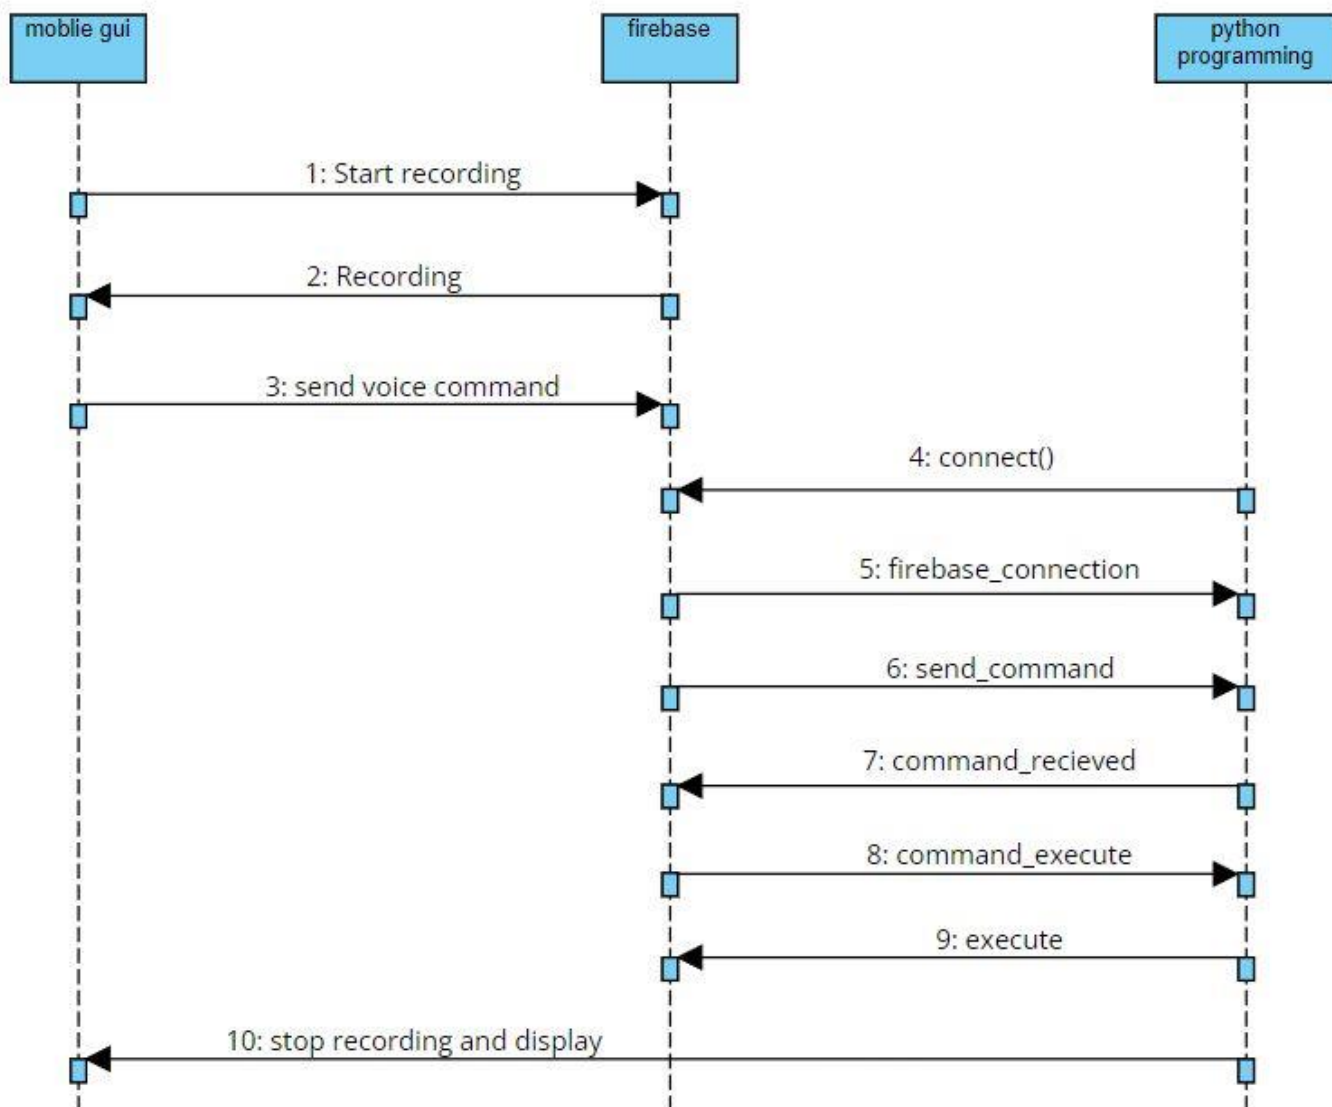 moblie gui
firebase
python
programming
1: Start recording
2: Recording
3: send voice command
4: connect()
5: firebase_connection
6: send_command
7: command_recieved
8: command_execute
9: execute
10: stop recording and display